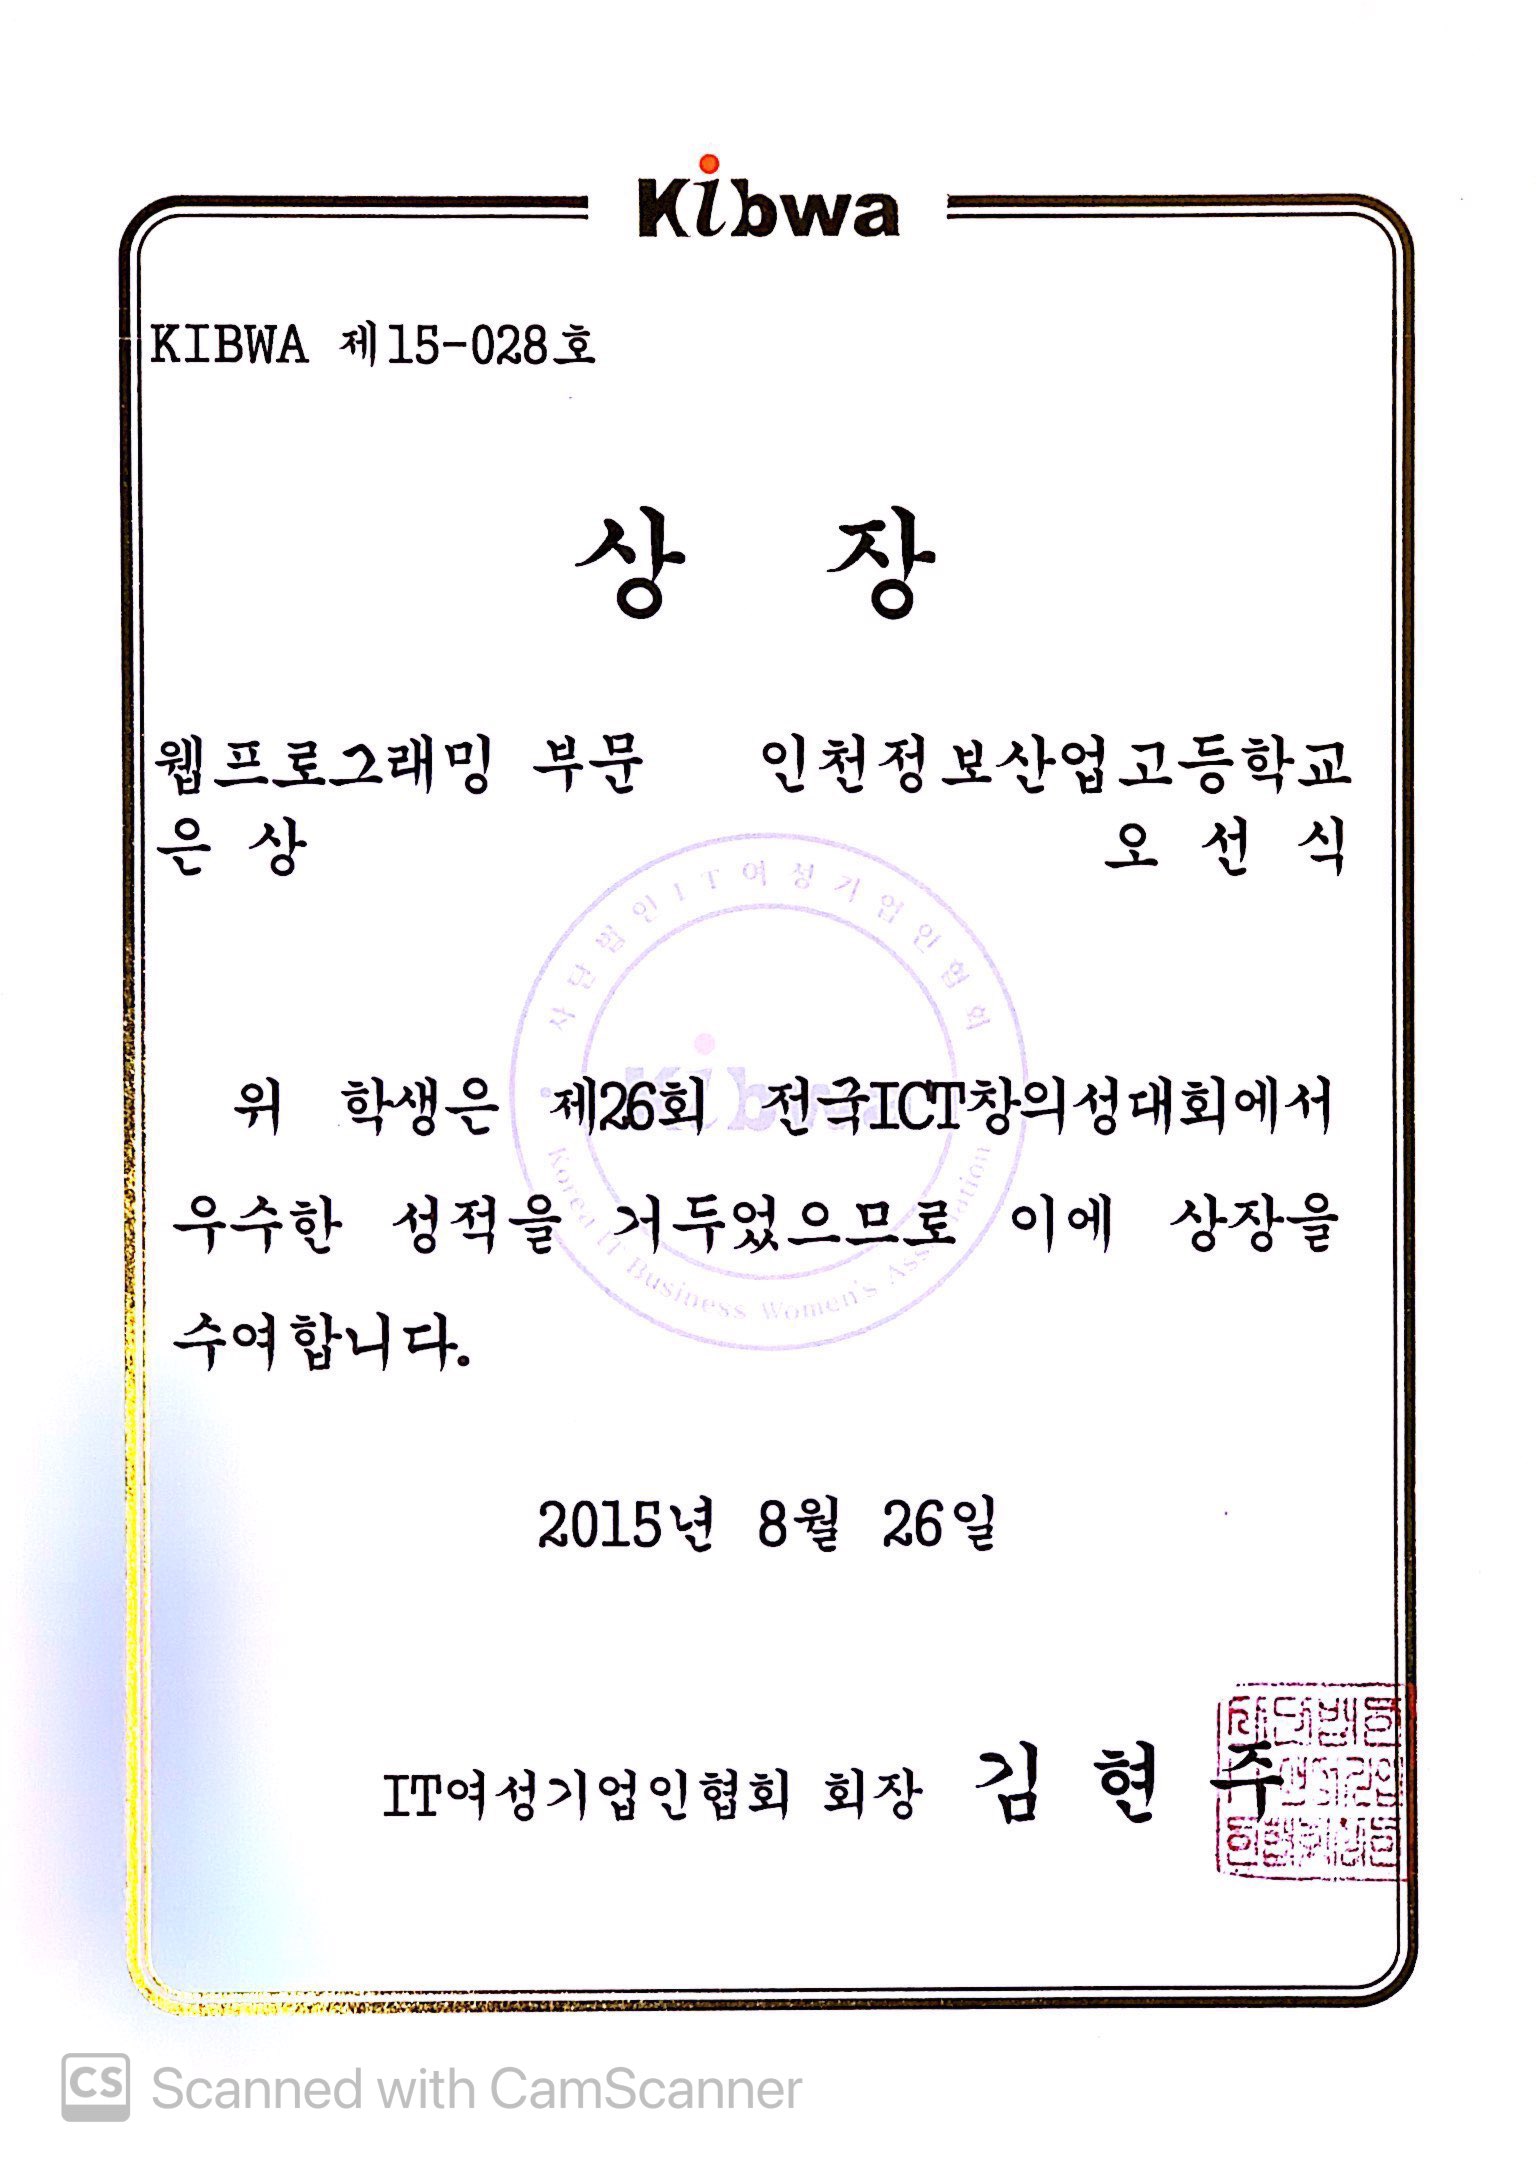 Kibwa
KIBWA 제15-028호
상 장
웹프로그래밍 부문 인천정보산업고등학교
은 상 오 선 식
사단법인IT여성기업인협회
Kibwa
Korea IT Business Women's Association
위 학생은 제26회 전국ICT창의성대회에서
우수한 성적을 거두었으므로 이에 상장을
수여합니다.
2015년 8월 26일
IT여성기업인협회 회장 김 현 주
CS Scanned with CamScanner